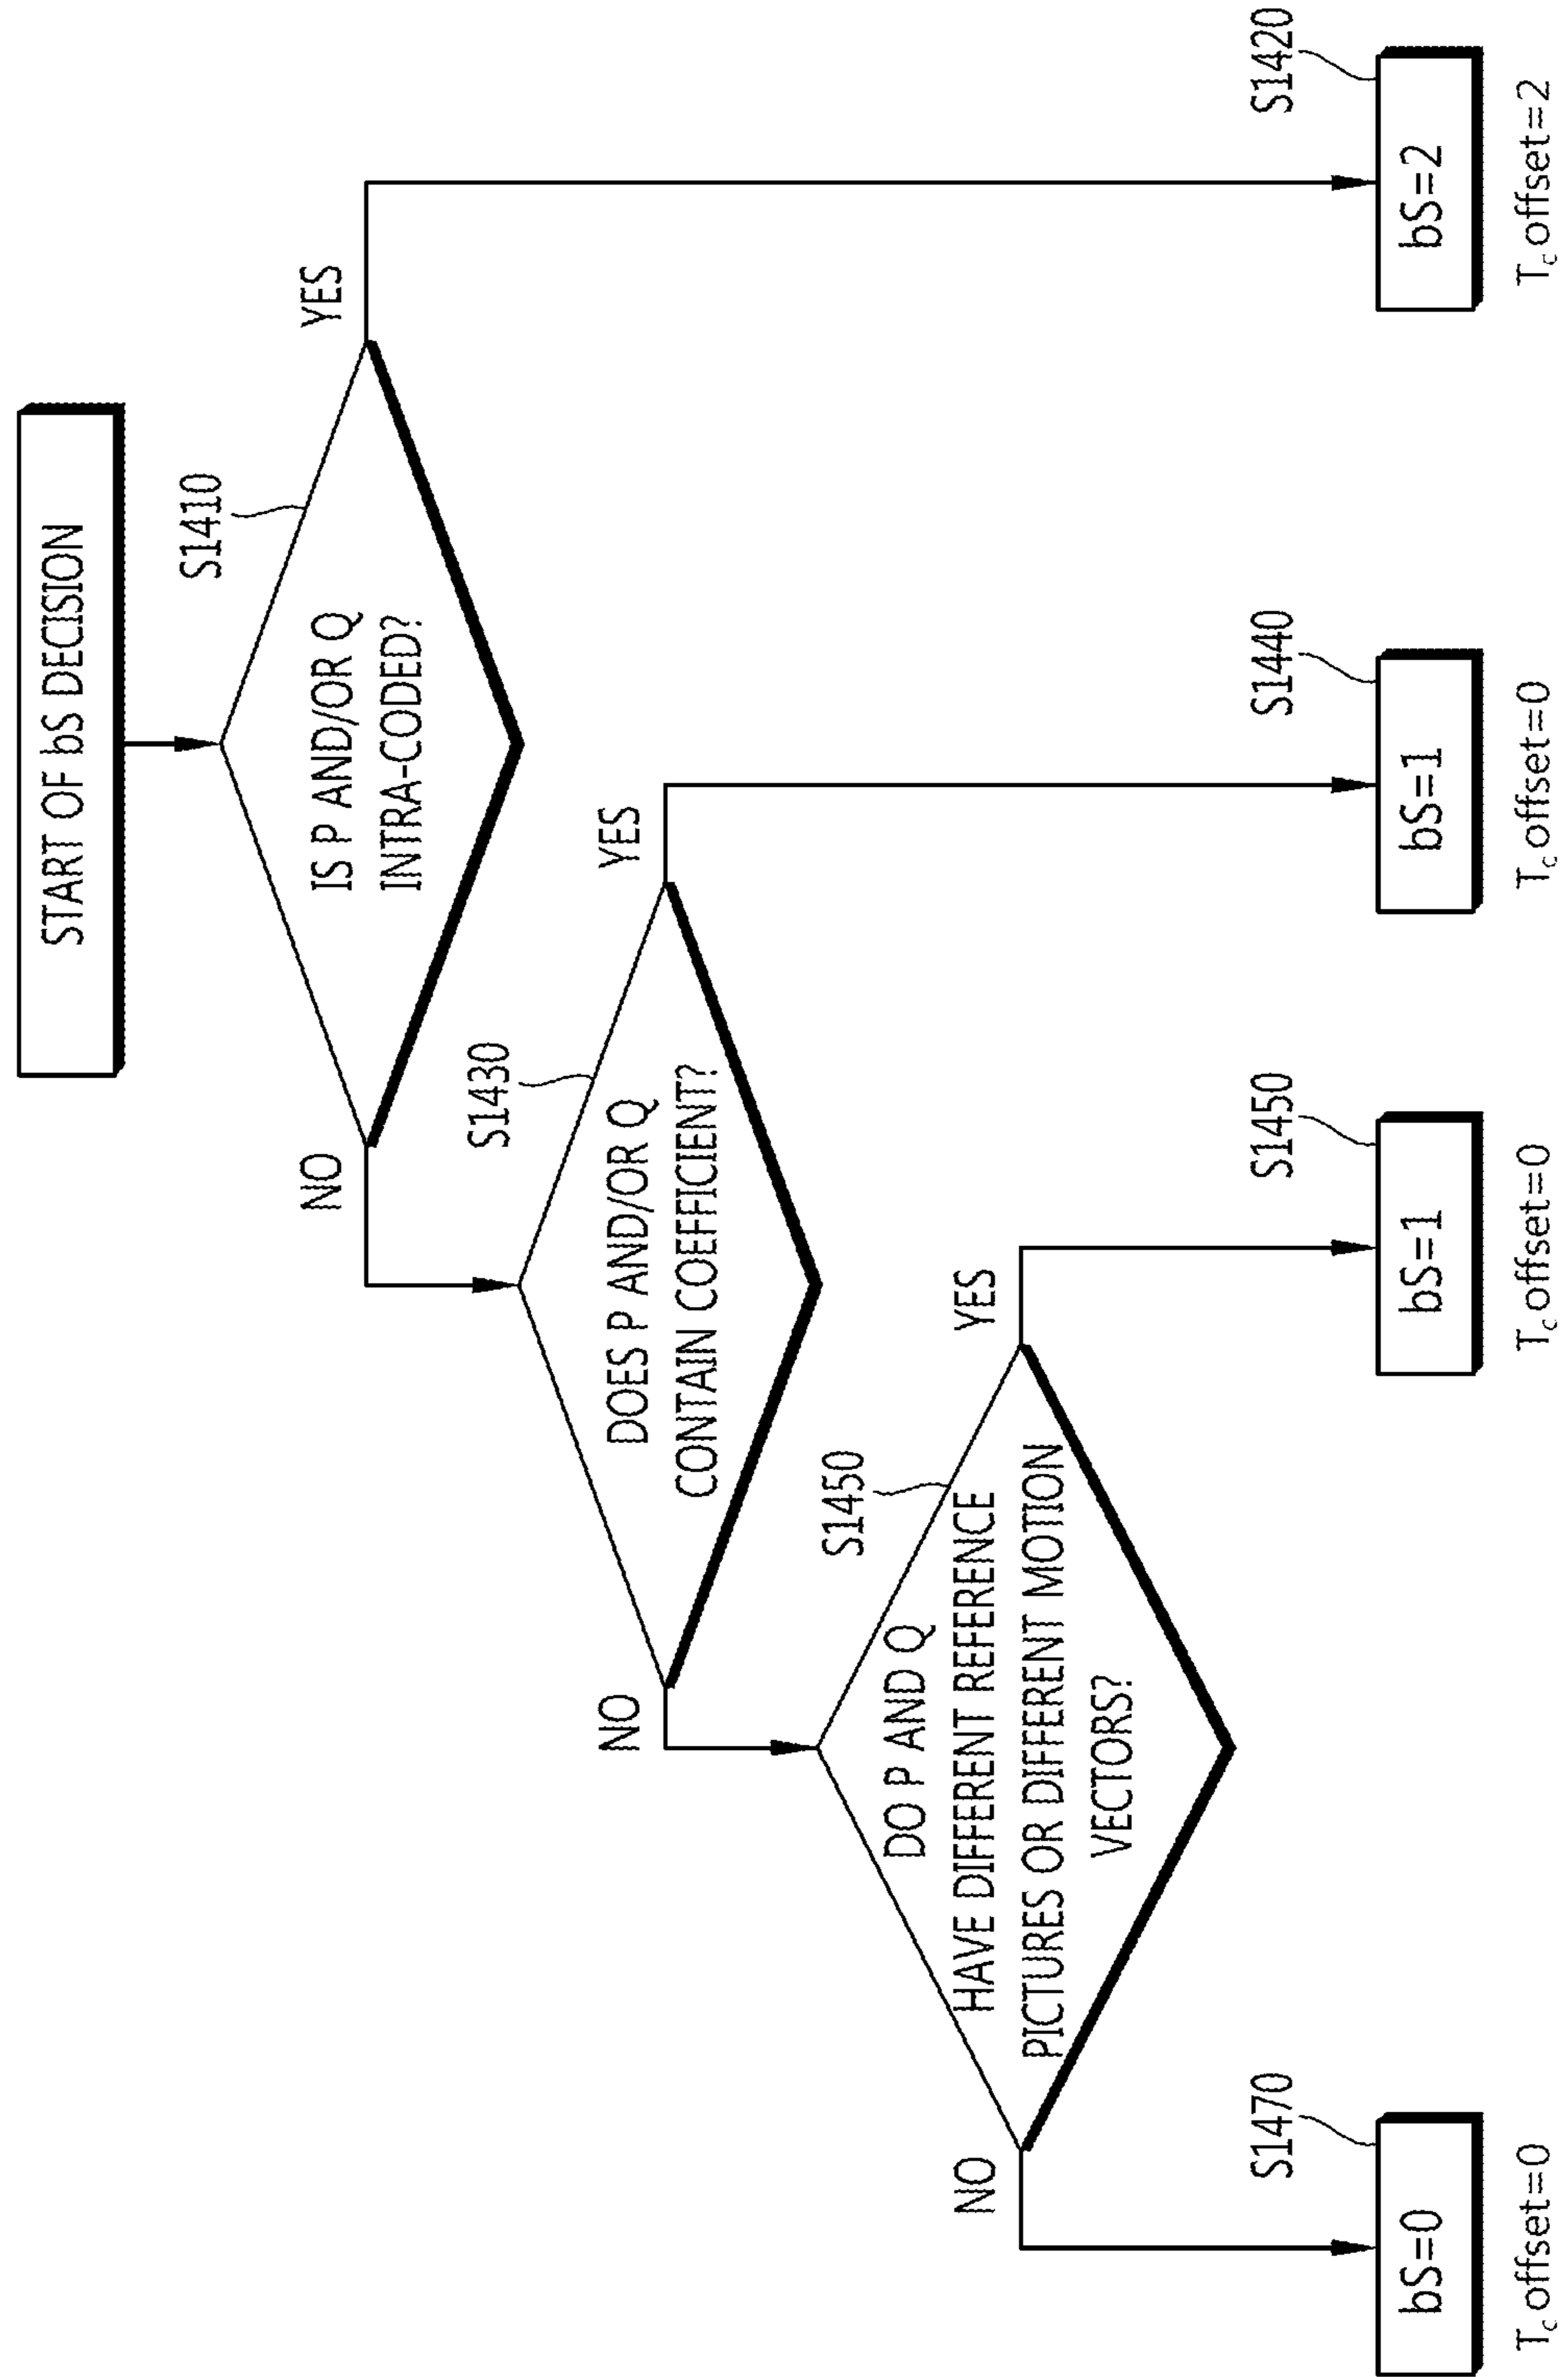 START OF bS DECISION
S1410
IS P AND/OR Q
INTRA-CODED?
NO
YES
S1430
DOES P AND/OR Q
CONTAIN COEFFICIENT?
NO
YES
S1450
DO P AND Q
HAVE DIFFERENT REFERENCE
PICTURES OR DIFFERENT MOTION
VECTORS?
NO
YES
S1470
bS=0
Tc offset=0
S1450
bS=1
Tc offset=0
S1440
bS=1
Tc offset=0
S1420
bS=2
Tc offset=2